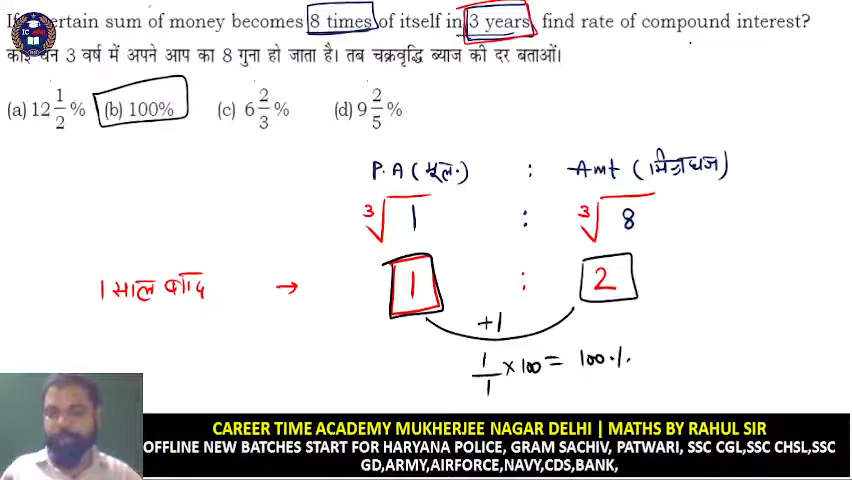 If ertain sum of money becomes 8 times of itself in 3 years, find rate of compound interest?
धन 3 वर्ष में अपने आप का 8 गुना हो जाता है। तब चक्रवृद्धि ब्याज की दर बताओं।
(a) 12 1/2 % (b) 100% (c) 6 2/3 % (d) 9 2/5 %
P.A (मूल.) : Amt (मिश्रधन)
3√1 : 3√8
1 साल बाद → 1 : 2
+1
1/1 × 100 = 100%
IC
CAREER TIME ACADEMY MUKHERJEE NAGAR DELHI | MATHS BY RAHUL SIR
OFFLINE NEW BATCHES START FOR HARYANA POLICE, GRAM SACHIV, PATWARI, SSC CGL,SSC CHSL,SSC
GD,ARMY,AIRFORCE,NAVY,CDS,BANK,